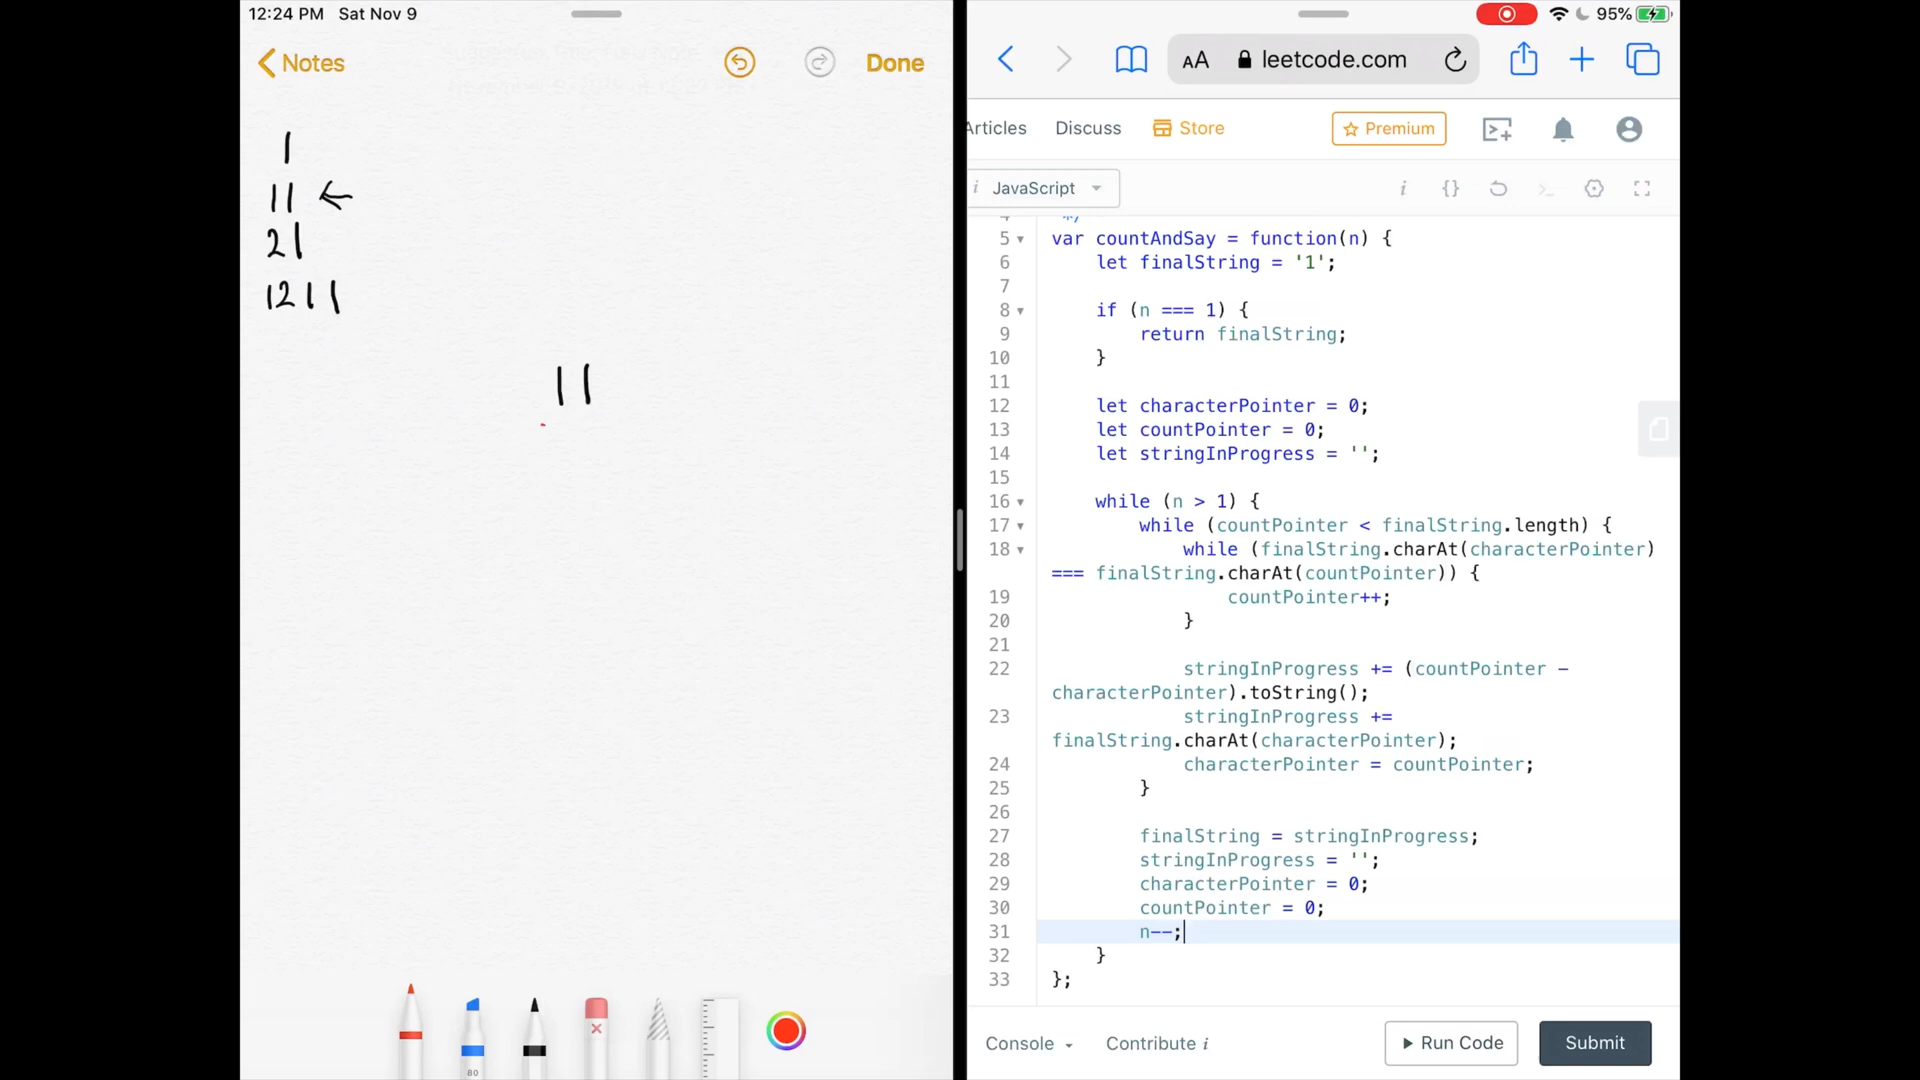 12:24 PM Sat Nov 9
Notes
Done
1
11 ←
21
1211
11
95%
AA leetcode.com
Articles Discuss Store Premium
i JavaScript i {}
4 */
5 var countAndSay = function(n) {
6 let finalString = '1';
7
8 if (n === 1) {
9 return finalString;
10 }
11
12 let characterPointer = 0;
13 let countPointer = 0;
14 let stringInProgress = '';
15
16 while (n > 1) {
17 while (countPointer < finalString.length) {
18 while (finalString.charAt(characterPointer)
=== finalString.charAt(countPointer)) {
19 countPointer++;
20 }
21
22 stringInProgress += (countPointer -
characterPointer).toString();
23 stringInProgress +=
finalString.charAt(characterPointer);
24 characterPointer = countPointer;
25 }
26
27 finalString = stringInProgress;
28 stringInProgress = '';
29 characterPointer = 0;
30 countPointer = 0;
31 n--;
32 }
33 };
80
Console Contribute i Run Code Submit